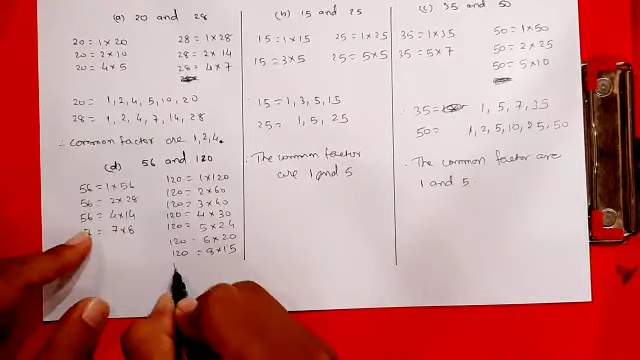 (a) 20 and 28
20 = 1×20
20 = 2×10
20 = 4×5
28 = 1×28
28 = 2×14
28 = 4×7
20 = 1, 2, 4, 5, 10, 20
28 = 1, 2, 4, 7, 14, 28
∴ common factor are 1, 2, 4.
(b) 15 and 25
15 = 1×15
15 = 3×5
25 = 1×25
25 = 5×5
∴ 15 = 1, 3, 5, 15
25 = 1, 5, 25
∴ The common factor
are 1 and 5
(c) 35 and 50
35 = 1×35
35 = 5×7
50 = 1×50
50 = 2×25
50 = 5×10
∴ 35 = 1, 5, 7, 35
50 = 1, 2, 5, 10, 25, 50
∴ The common factor are
1 and 5
(d) 56 and 120
56 = 1×56
56 = 2×28
56 = 4×14
= 7×8
120 = 1×120
120 = 2×60
120 = 3×40
120 = 4×30
120 = 5×24
120 = 6×20
120 = 8×15